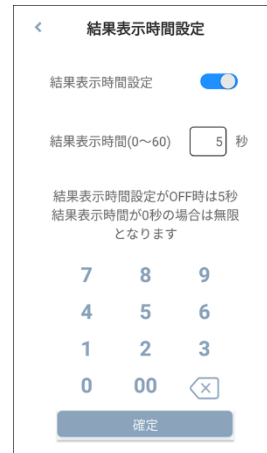 結果表示時間設定
結果表示時間設定
結果表示時間(0〜60) 5 秒
結果表示時間設定がOFF時は5秒
結果表示時間が0秒の場合は無限
となります
7 8 9
4 5 6
1 2 3
0 00
確定